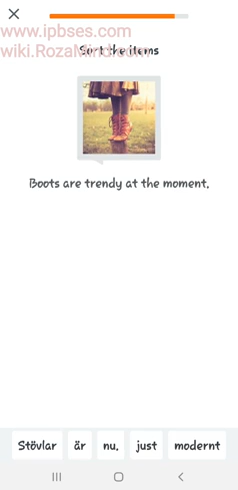 www.ipbses.com
wiki.RozaMind.com
Sort the items
Boots are trendy at the moment.
Stövlar är nu. just modernt